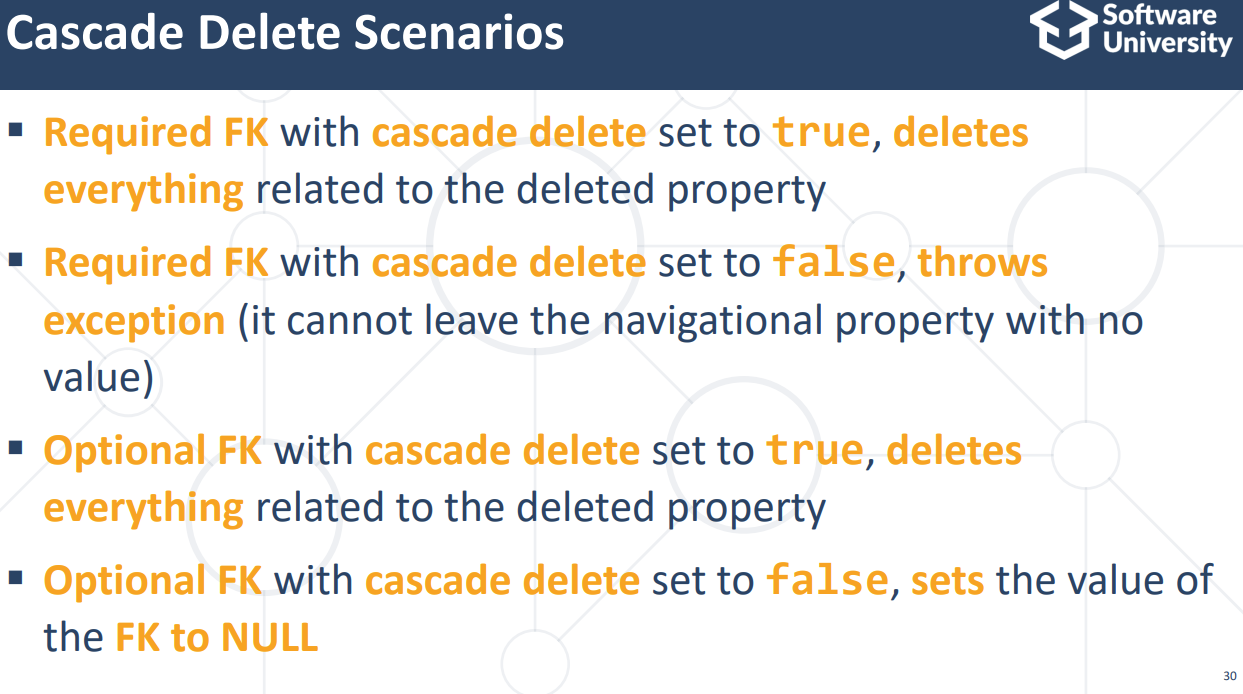 Cascade Delete Scenarios
Software
University
▪ Required FK with cascade delete set to true, deletes
everything related to the deleted property
▪ Required FK with cascade delete set to false, throws
exception (it cannot leave the navigational property with no
value)
▪ Optional FK with cascade delete set to true, deletes
everything related to the deleted property
▪ Optional FK with cascade delete set to false, sets the value of
the FK to NULL
30